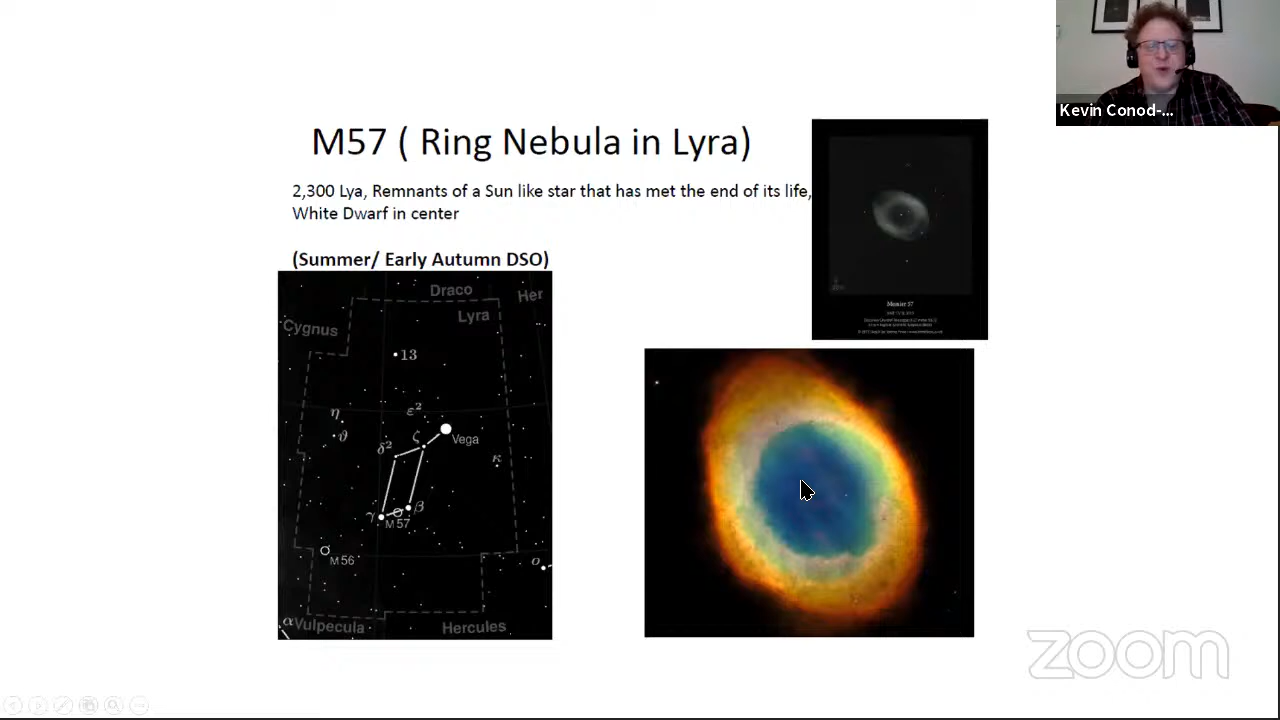 Kevin Conod-...
M57 ( Ring Nebula in Lyra)
2,300 Lya, Remnants of a Sun like star that has met the end of its life,
White Dwarf in center
(Summer/ Early Autumn DSO)
Draco
Her
Lyra
Cygnus
13
η
ε²
ϑ
ζ
Vega
δ²
κ
γ
β
M 57
M 56
ο
α
Vulpecula
Hercules
Messier 57
zoom